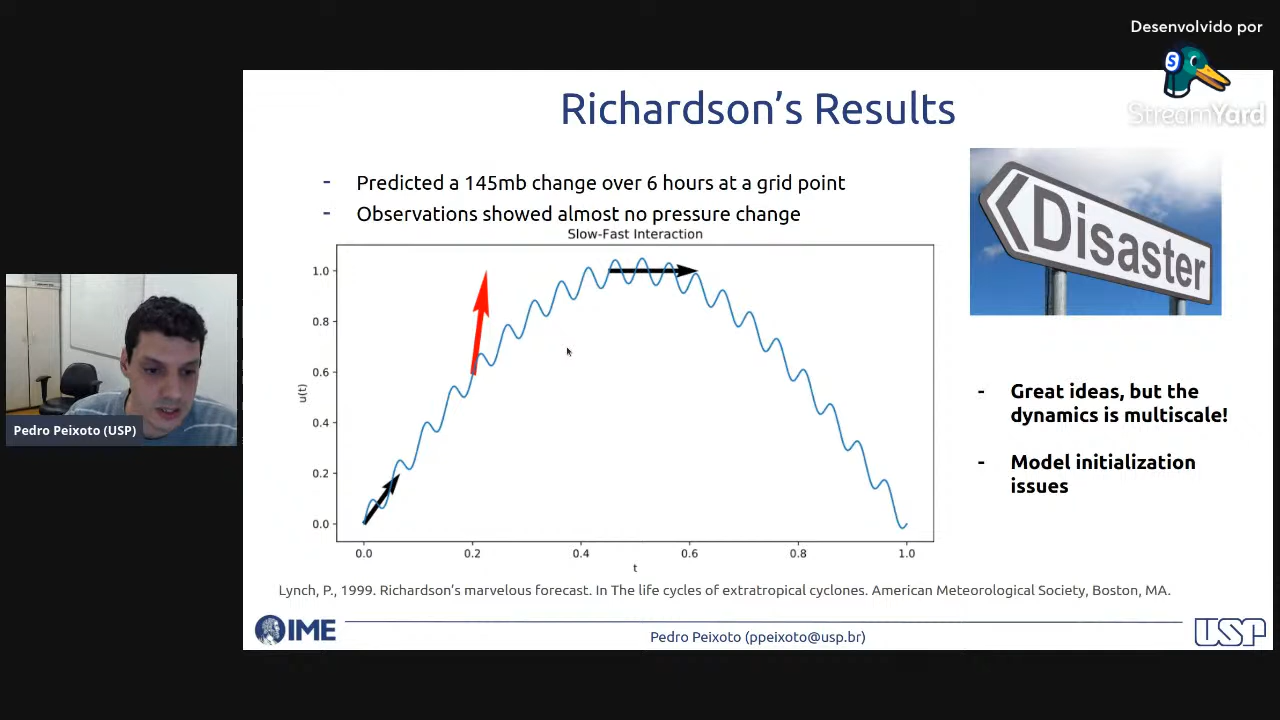 Desenvolvido por
S
StreamYard
Richardson's Results
- Predicted a 145mb change over 6 hours at a grid point
- Observations showed almost no pressure change
Disaster
Slow-Fast Interaction
1.0
0.8
0.6
0.4
0.2
0.0
u(t)
0.0 0.2 0.4 0.6 0.8 1.0
t
- Great ideas, but the
dynamics is multiscale!
- Model initialization
issues
Pedro Peixoto (USP)
Lynch, P., 1999. Richardson's marvelous forecast. In The life cycles of extratropical cyclones. American Meteorological Society, Boston, MA.
IME
Pedro Peixoto (ppeixoto@usp.br)
USP